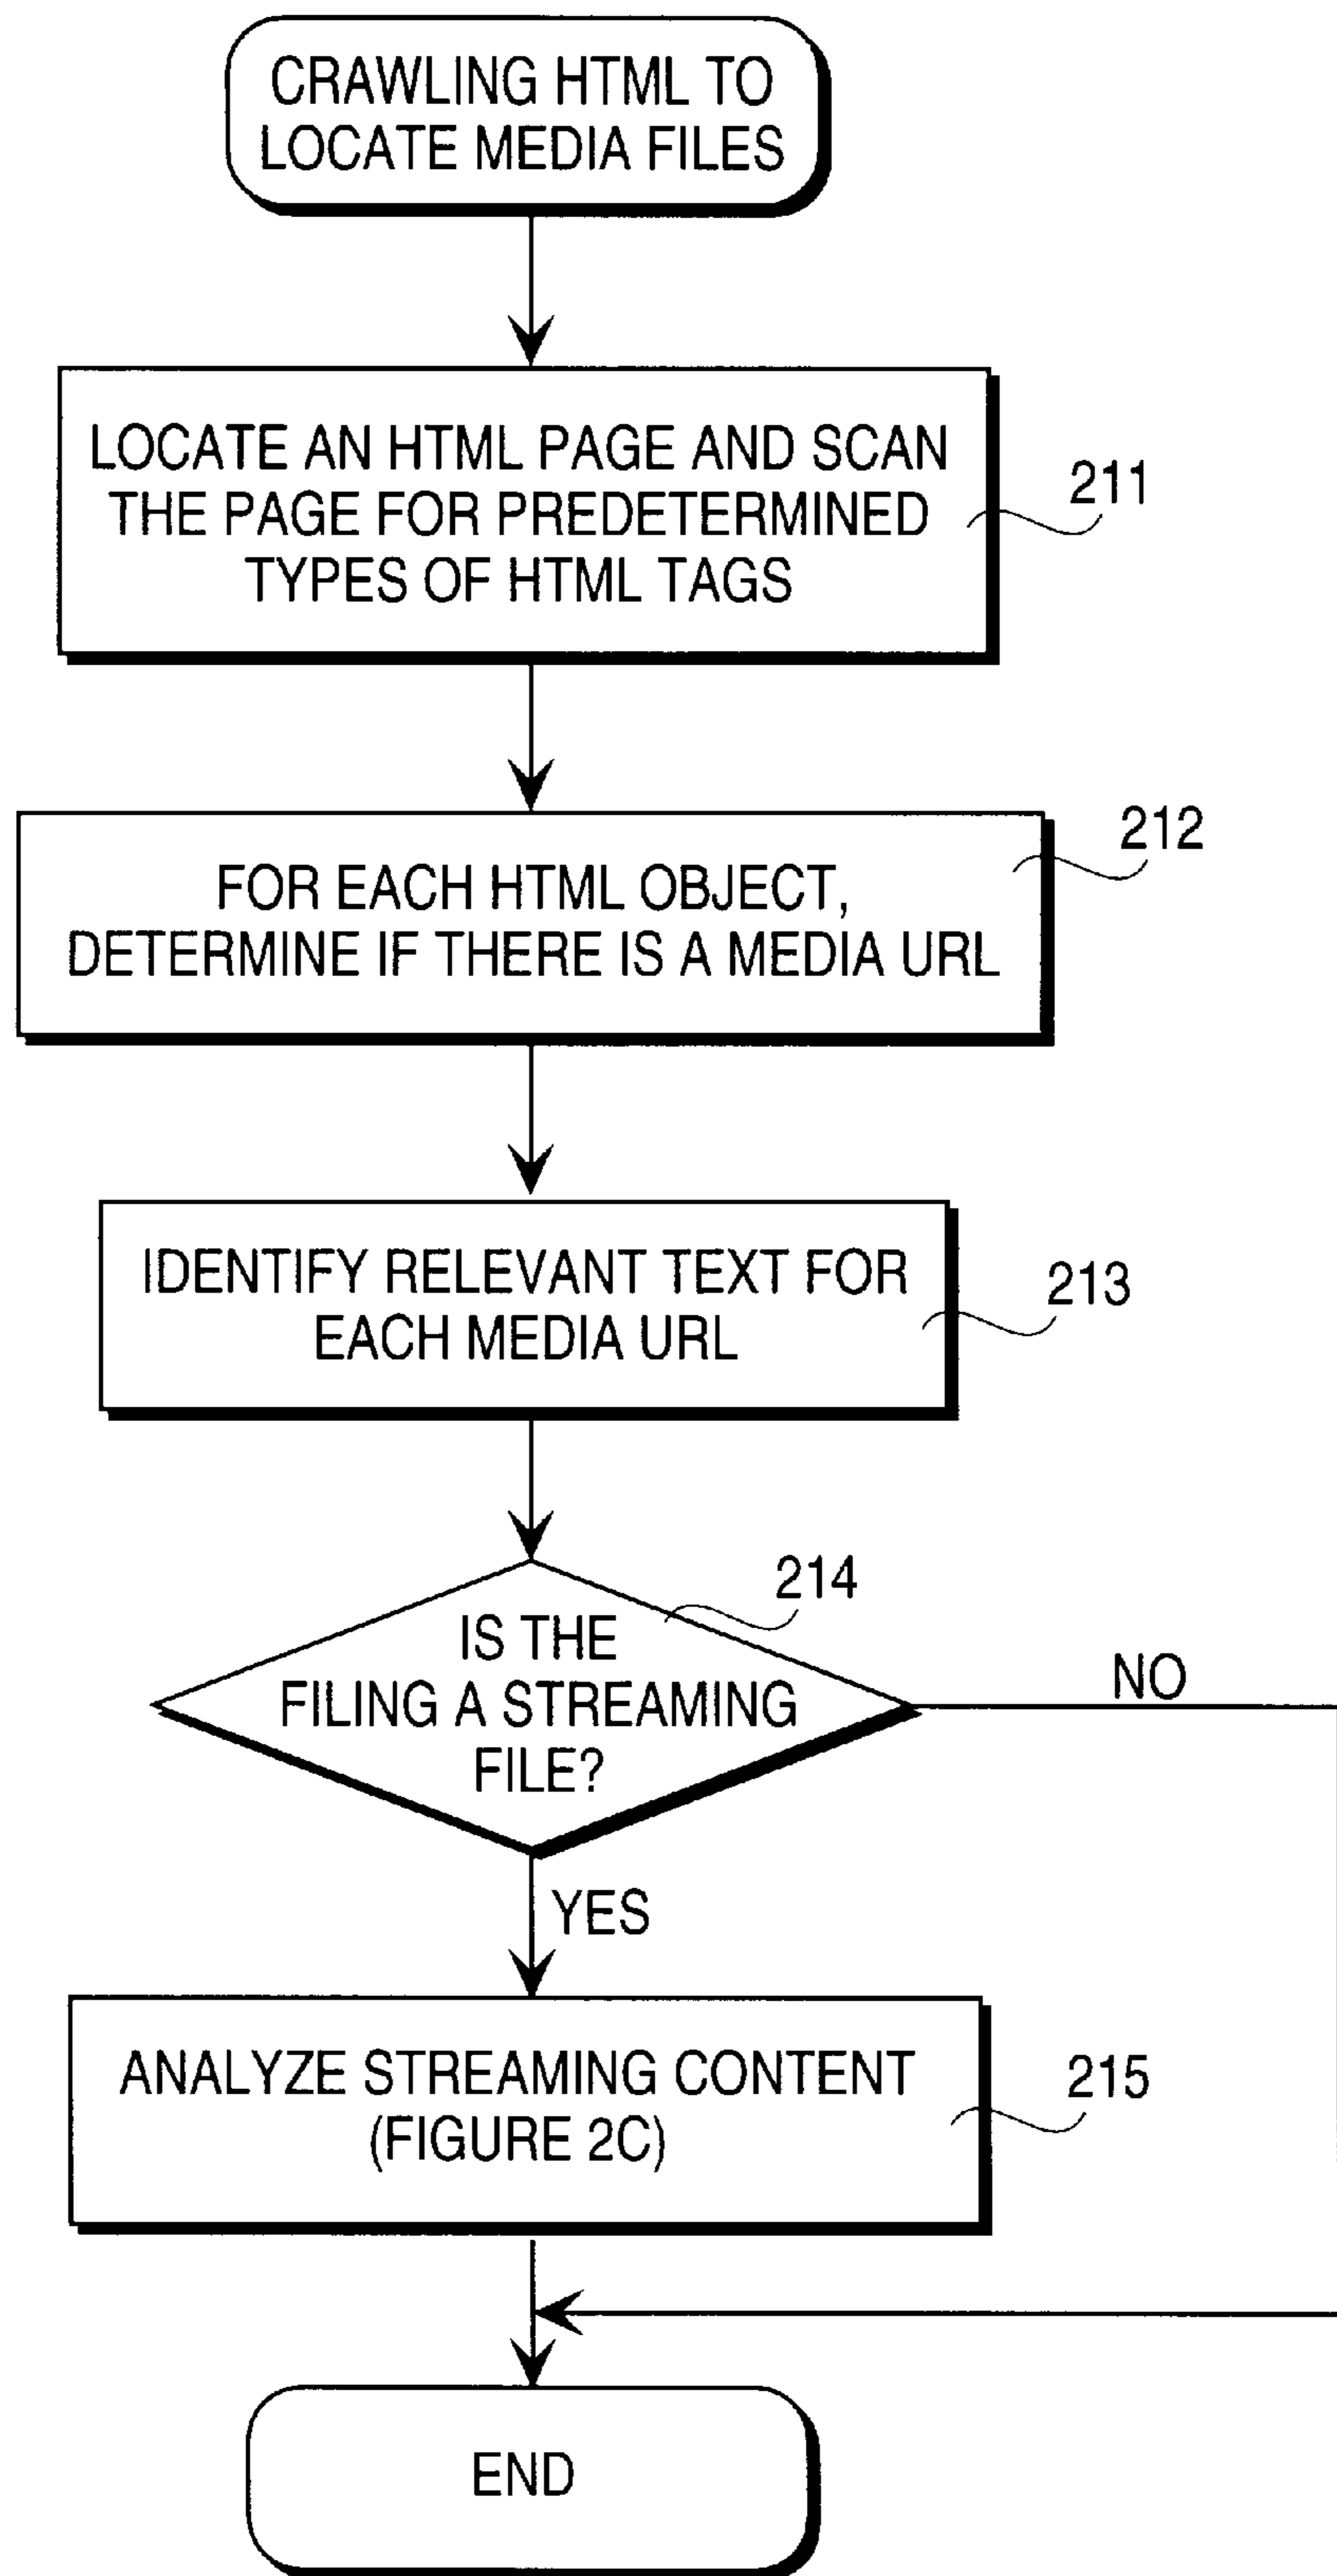 CRAWLING HTML TO
LOCATE MEDIA FILES
LOCATE AN HTML PAGE AND SCAN
THE PAGE FOR PREDETERMINED
TYPES OF HTML TAGS
211
FOR EACH HTML OBJECT,
DETERMINE IF THERE IS A MEDIA URL
212
IDENTIFY RELEVANT TEXT FOR
EACH MEDIA URL
213
214
IS THE
FILING A STREAMING
FILE?
NO
YES
ANALYZE STREAMING CONTENT
(FIGURE 2C)
215
END